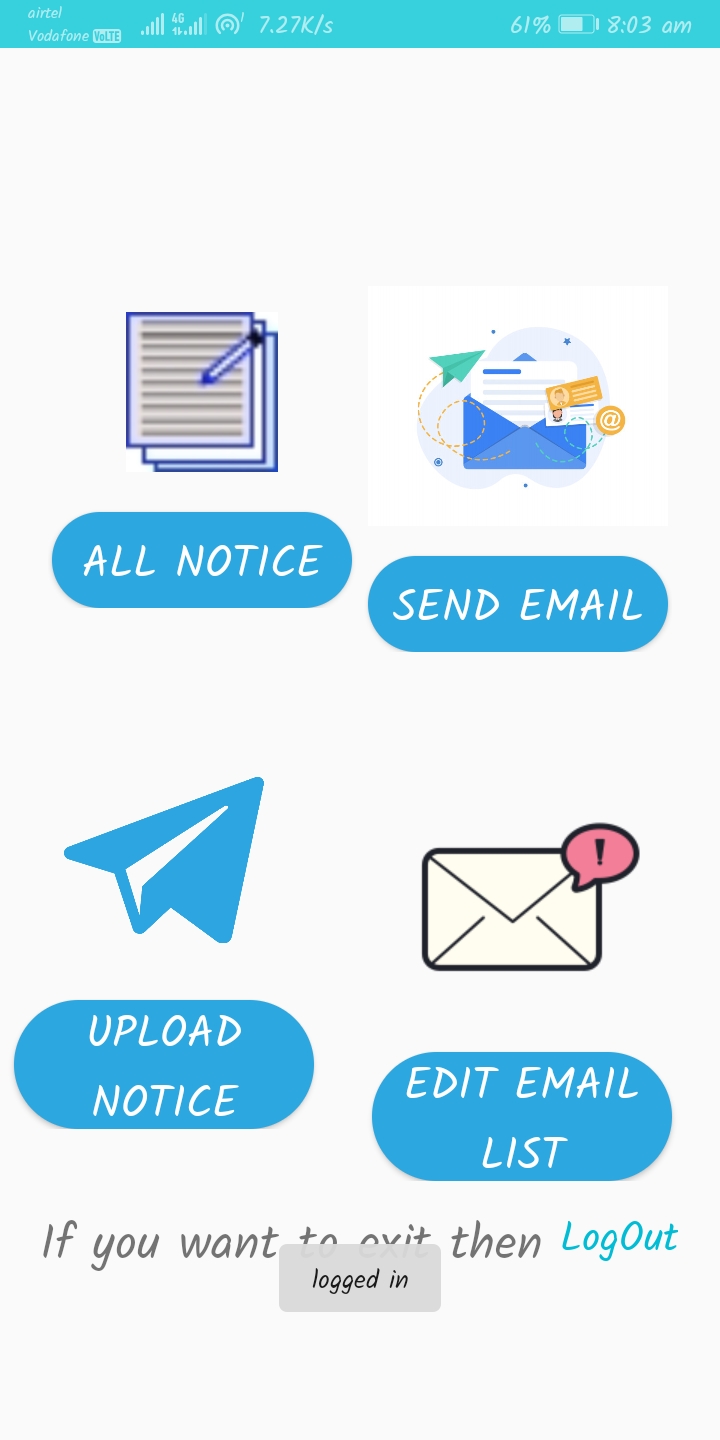 airtel
Vodafone VoLTE 4G 7.27K/s 61% 8:03 am
@
ALL NOTICE
SEND EMAIL
!
UPLOAD
NOTICE
EDIT EMAIL
LIST
If you want to exit then LogOut
logged in